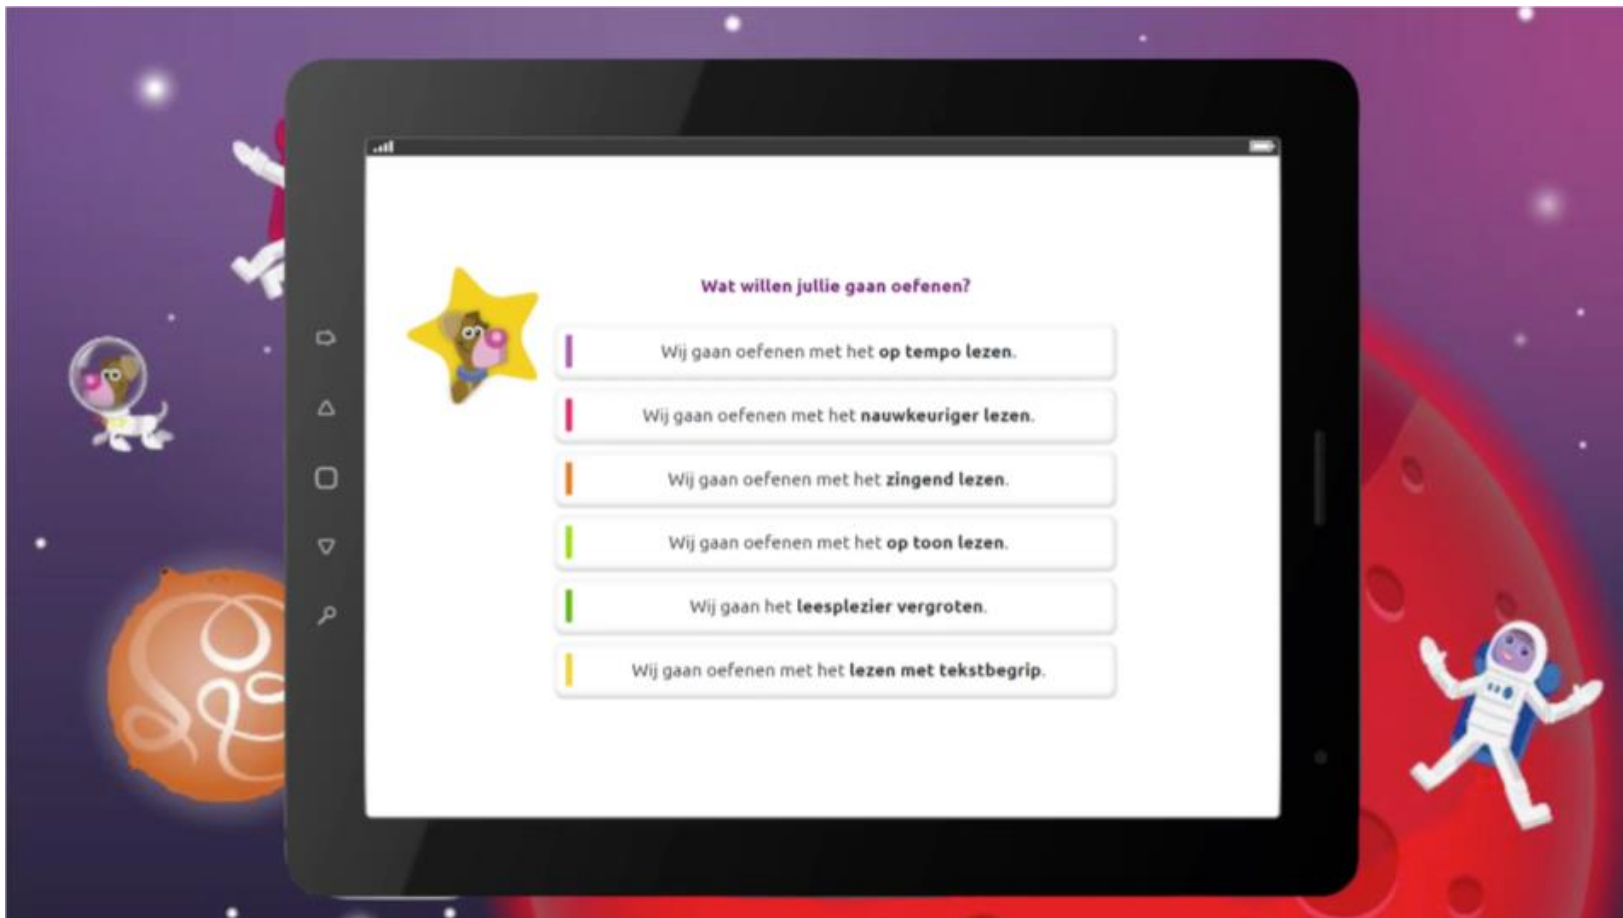 Wat willen jullie gaan oefenen?
Wij gaan oefenen met het op tempo lezen.
Wij gaan oefenen met het nauwkeuriger lezen.
Wij gaan oefenen met het zingend lezen.
Wij gaan oefenen met het op toon lezen.
Wij gaan het leesplezier vergroten.
Wij gaan oefenen met het lezen met tekstbegrip.